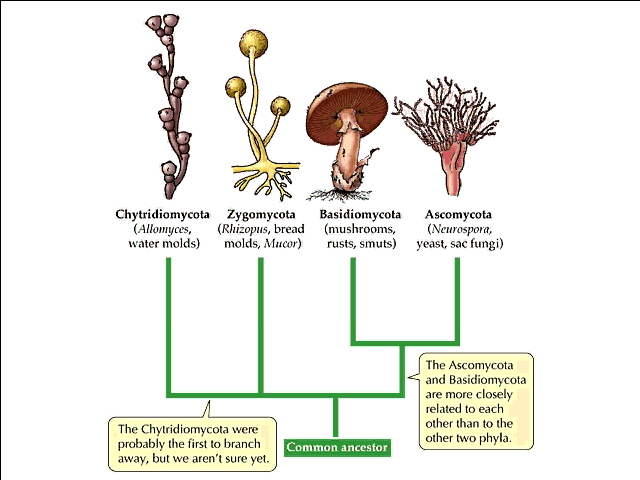 Chytridiomycota
(Allomyces,
water molds)
Zygomycota
(Rhizopus, bread
molds, Mucor)
Basidiomycota
(mushrooms,
rusts, smuts)
Ascomycota
(Neurospora,
yeast, sac fungi)
The Ascomycota
and Basidiomycota
are more closely
related to each
other than to the
other two phyla.
The Chytridiomycota were
probably the first to branch
away, but we aren't sure yet.
Common ancestor